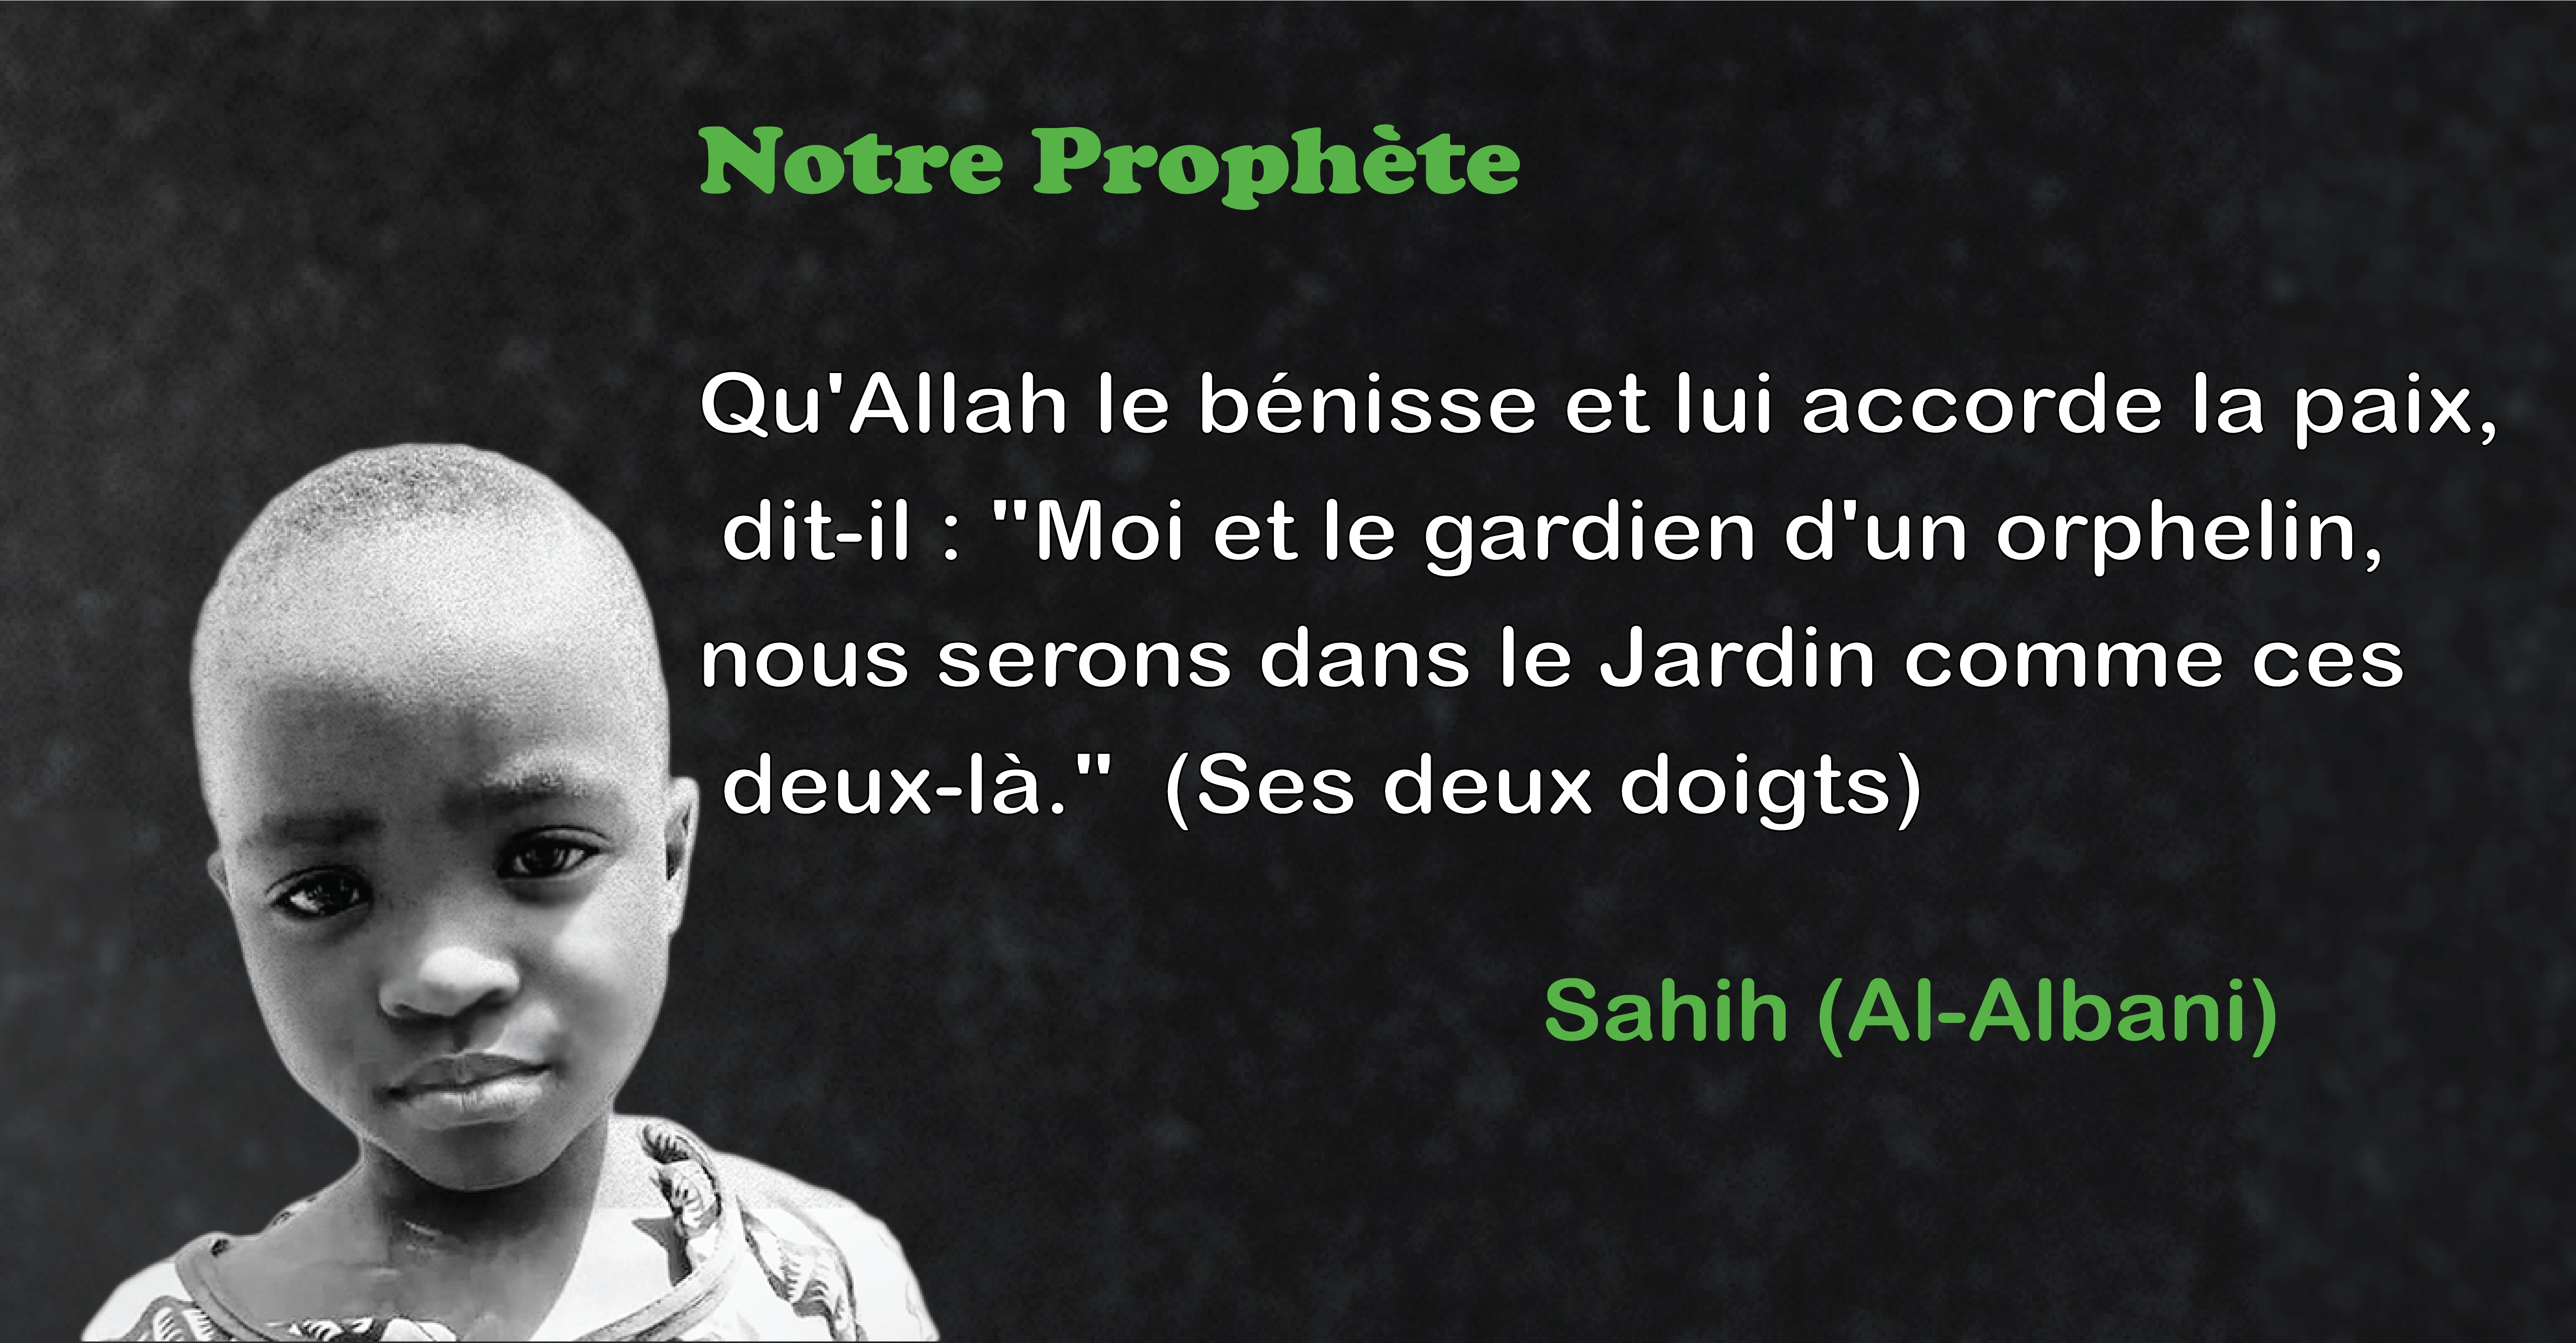 Notre Prophète
Qu'Allah le bénisse et lui accorde la paix,
dit-il : "Moi et le gardien d'un orphelin,
nous serons dans le Jardin comme ces
deux-là."  (Ses deux doigts)
Sahih (Al-Albani)